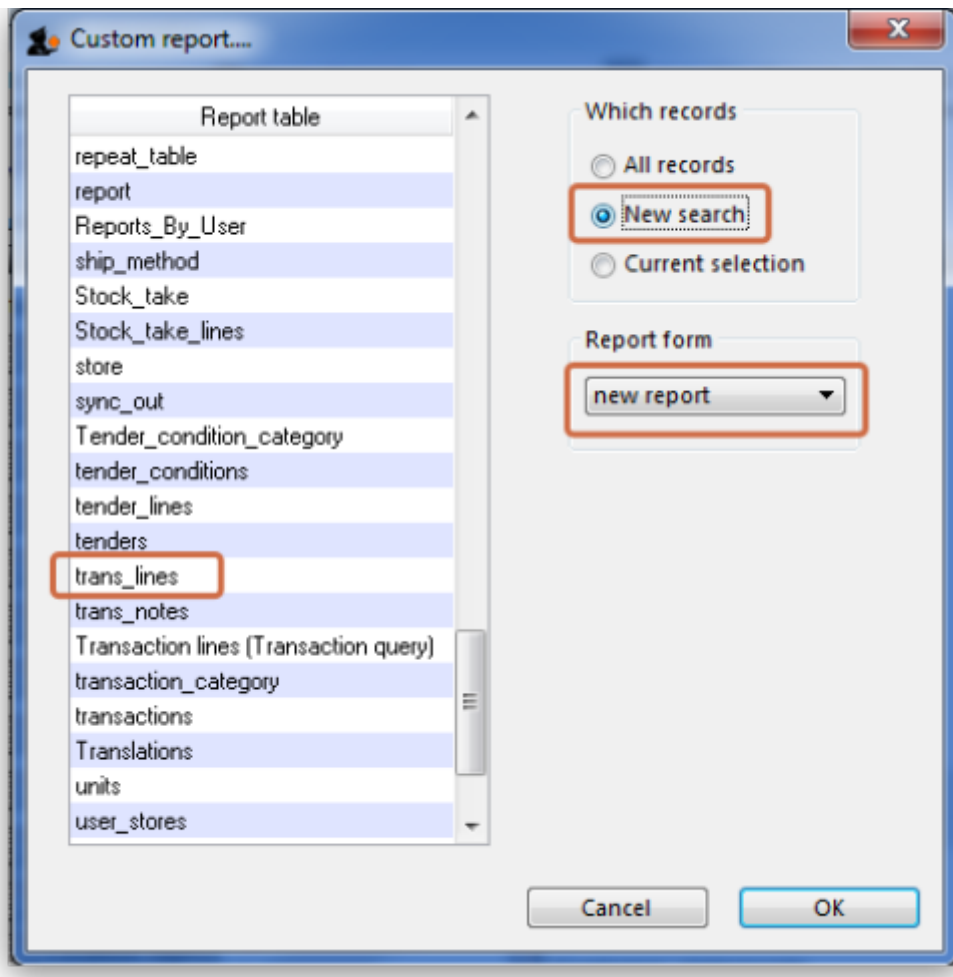 Custom report....
Report table
repeat_table
report
Reports_By_User
ship_method
Stock_take
Stock_take_lines
store
sync_out
Tender_condition_category
tender_conditions
tender_lines
tenders
trans_lines
trans_notes
Transaction lines (Transaction query)
transaction_category
transactions
Translations
units
user_stores
Which records
All records
New search
Current selection
Report form
new report
Cancel
OK